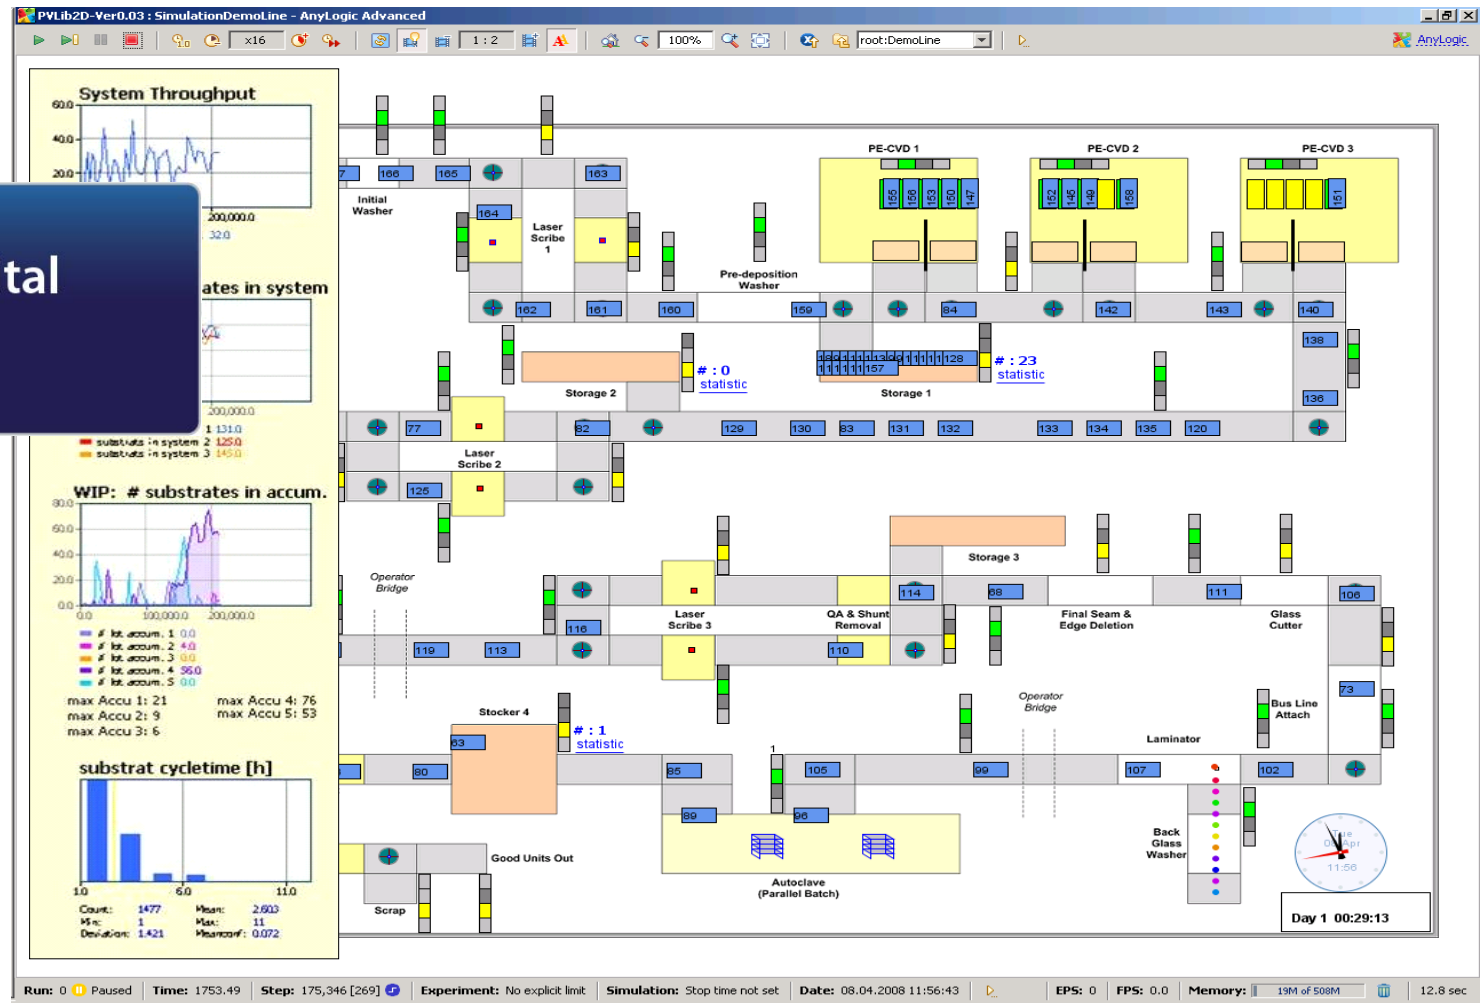 PVLib2D-Ver0.03 : SimulationDemoLine - AnyLogic Advanced
x16
1 : 2
100%
root:DemoLine
AnyLogic
System Throughput
60.0
40.0
20.0
200,000.0
32.0
tal
ates in system
200,000.0
1 131.0
substrats in system 2 125.0
substrats in system 3 145.0
WIP: # substrates in accum.
80.0
60.0
40.0
20.0
0.0
0.0 100,000.0 200,000.0
# lot accum. 1 0.0
# lot accum. 2 4.0
# lot accum. 3 0.0
# lot accum. 4 56.0
# lot accum. 5 0.0
max Accu 1: 21 max Accu 4: 76
max Accu 2: 9 max Accu 5: 53
max Accu 3: 6
substrat cycletime [h]
1.0 6.0 11.0
Count: 1477 Mean: 2.603
Min: 1 Max: 11
Deviation: 1.421 Meanconf: 0.072
PE-CVD 1 PE-CVD 2 PE-CVD 3
7 166 165 163
155 156 153 150 147
152 145 149 158
151
Initial
Washer
164
Laser
Scribe
1
Pre-deposition
Washer
162 161 160 159 84 142 143 140
138
128
157
# : 0
statistic
# : 23
statistic
Storage 2
Storage 1
136
77 82 129 130 83 131 132 133 134 135 120
Laser
Scribe 2
125
Storage 3
Operator
Bridge
114 68 111 106
116
Laser
Scribe 3
QA & Shunt
Removal
Final Seam &
Edge Deletion
Glass
Cutter
119 113 110
73
Operator
Bridge
Bus Line
Attach
Stocker 4
# : 1
statistic
Laminator
63
80 85 1 105 99 107 102
89 96
Back
Glass
Washer
Good Units Out
Autoclave
(Parallel Batch)
Scrap
Tue
Apr
11:56
Day 1 00:29:13
Run: 0 Paused Time: 1753.49 Step: 175,346 [269] Experiment: No explicit limit Simulation: Stop time not set Date: 08.04.2008 11:56:43 EPS: 0 FPS: 0.0 Memory: 19M of 508M 12.8 sec